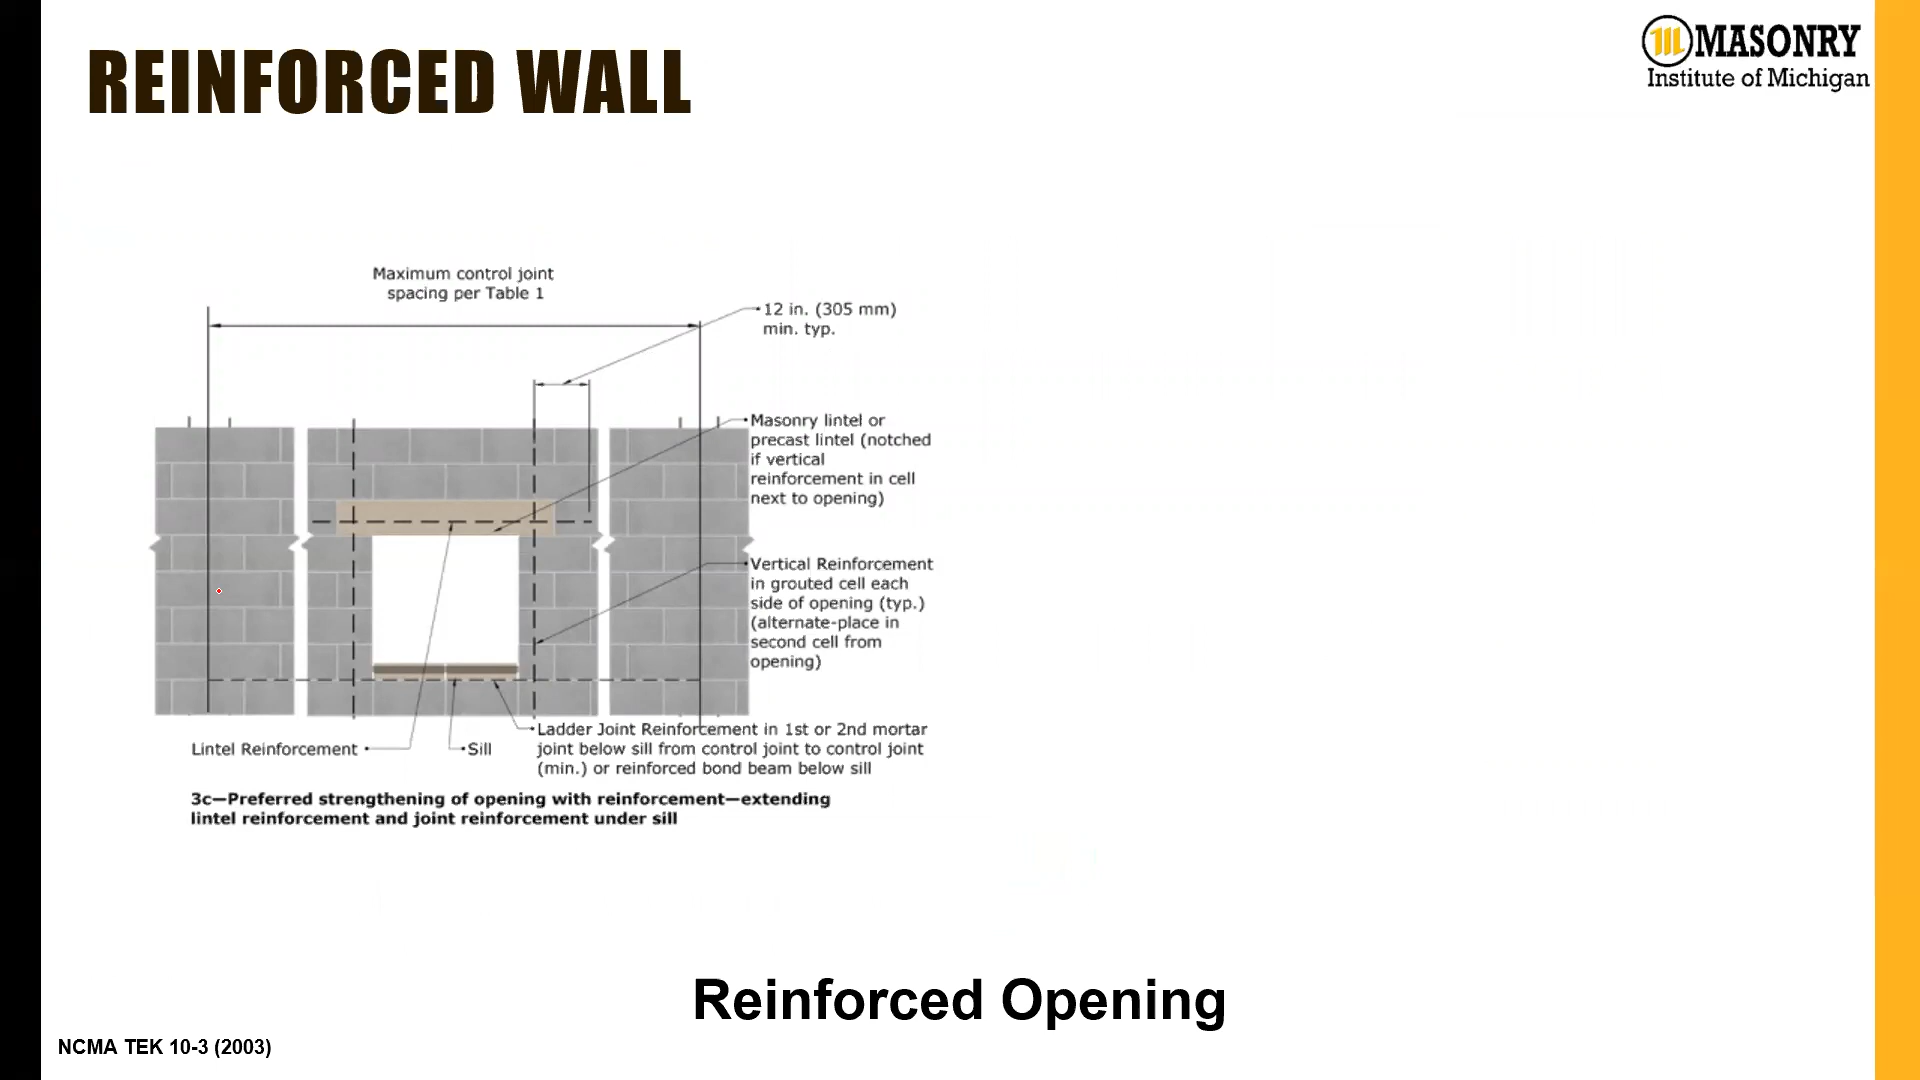 REINFORCED WALL
MASONRY
Institute of Michigan
Maximum control joint
spacing per Table 1
12 in. (305 mm)
min. typ.
Masonry lintel or
precast lintel (notched
if vertical
reinforcement in cell
next to opening)
Vertical Reinforcement
in grouted cell each
side of opening (typ.)
(alternate-place in
second cell from
opening)
Ladder Joint Reinforcement in 1st or 2nd mortar
joint below sill from control joint to control joint
(min.) or reinforced bond beam below sill
Lintel Reinforcement
Sill
3c—Preferred strengthening of opening with reinforcement—extending
lintel reinforcement and joint reinforcement under sill
Reinforced Opening
NCMA TEK 10-3 (2003)